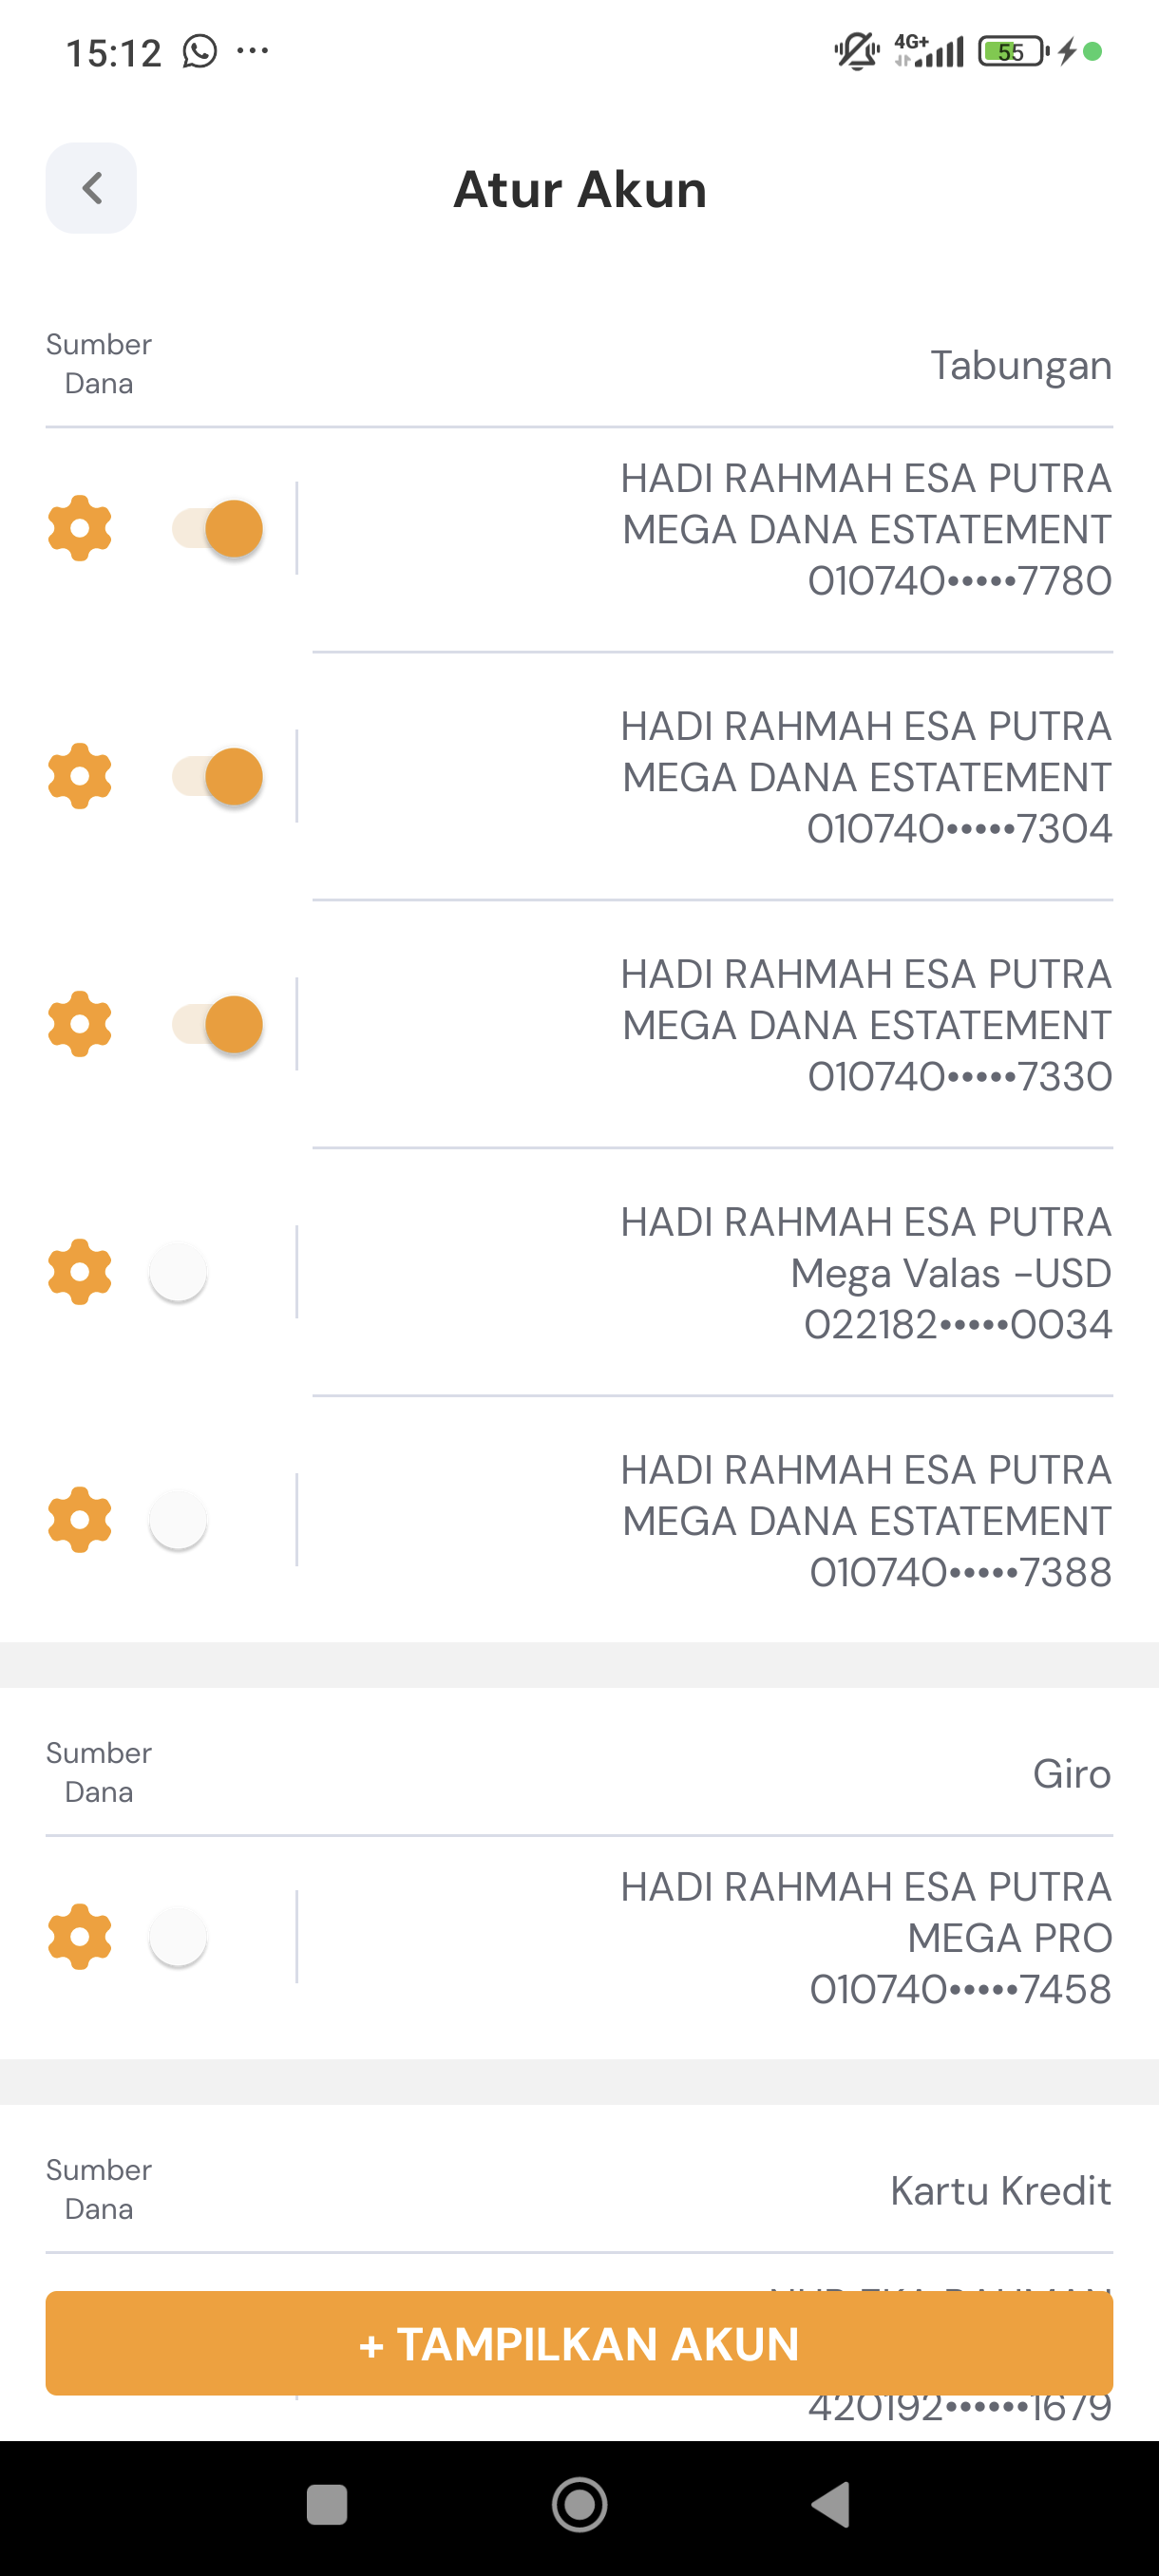 15:12
4G+
55
Atur Akun
Sumber
Dana
Tabungan
HADI RAHMAH ESA PUTRA
MEGA DANA ESTATEMENT
010740•••••7780
HADI RAHMAH ESA PUTRA
MEGA DANA ESTATEMENT
010740•••••7304
HADI RAHMAH ESA PUTRA
MEGA DANA ESTATEMENT
010740•••••7330
HADI RAHMAH ESA PUTRA
Mega Valas -USD
022182•••••0034
HADI RAHMAH ESA PUTRA
MEGA DANA ESTATEMENT
010740•••••7388
Sumber
Dana
Giro
HADI RAHMAH ESA PUTRA
MEGA PRO
010740•••••7458
Sumber
Dana
Kartu Kredit
+ TAMPILKAN AKUN
420192••••••1679